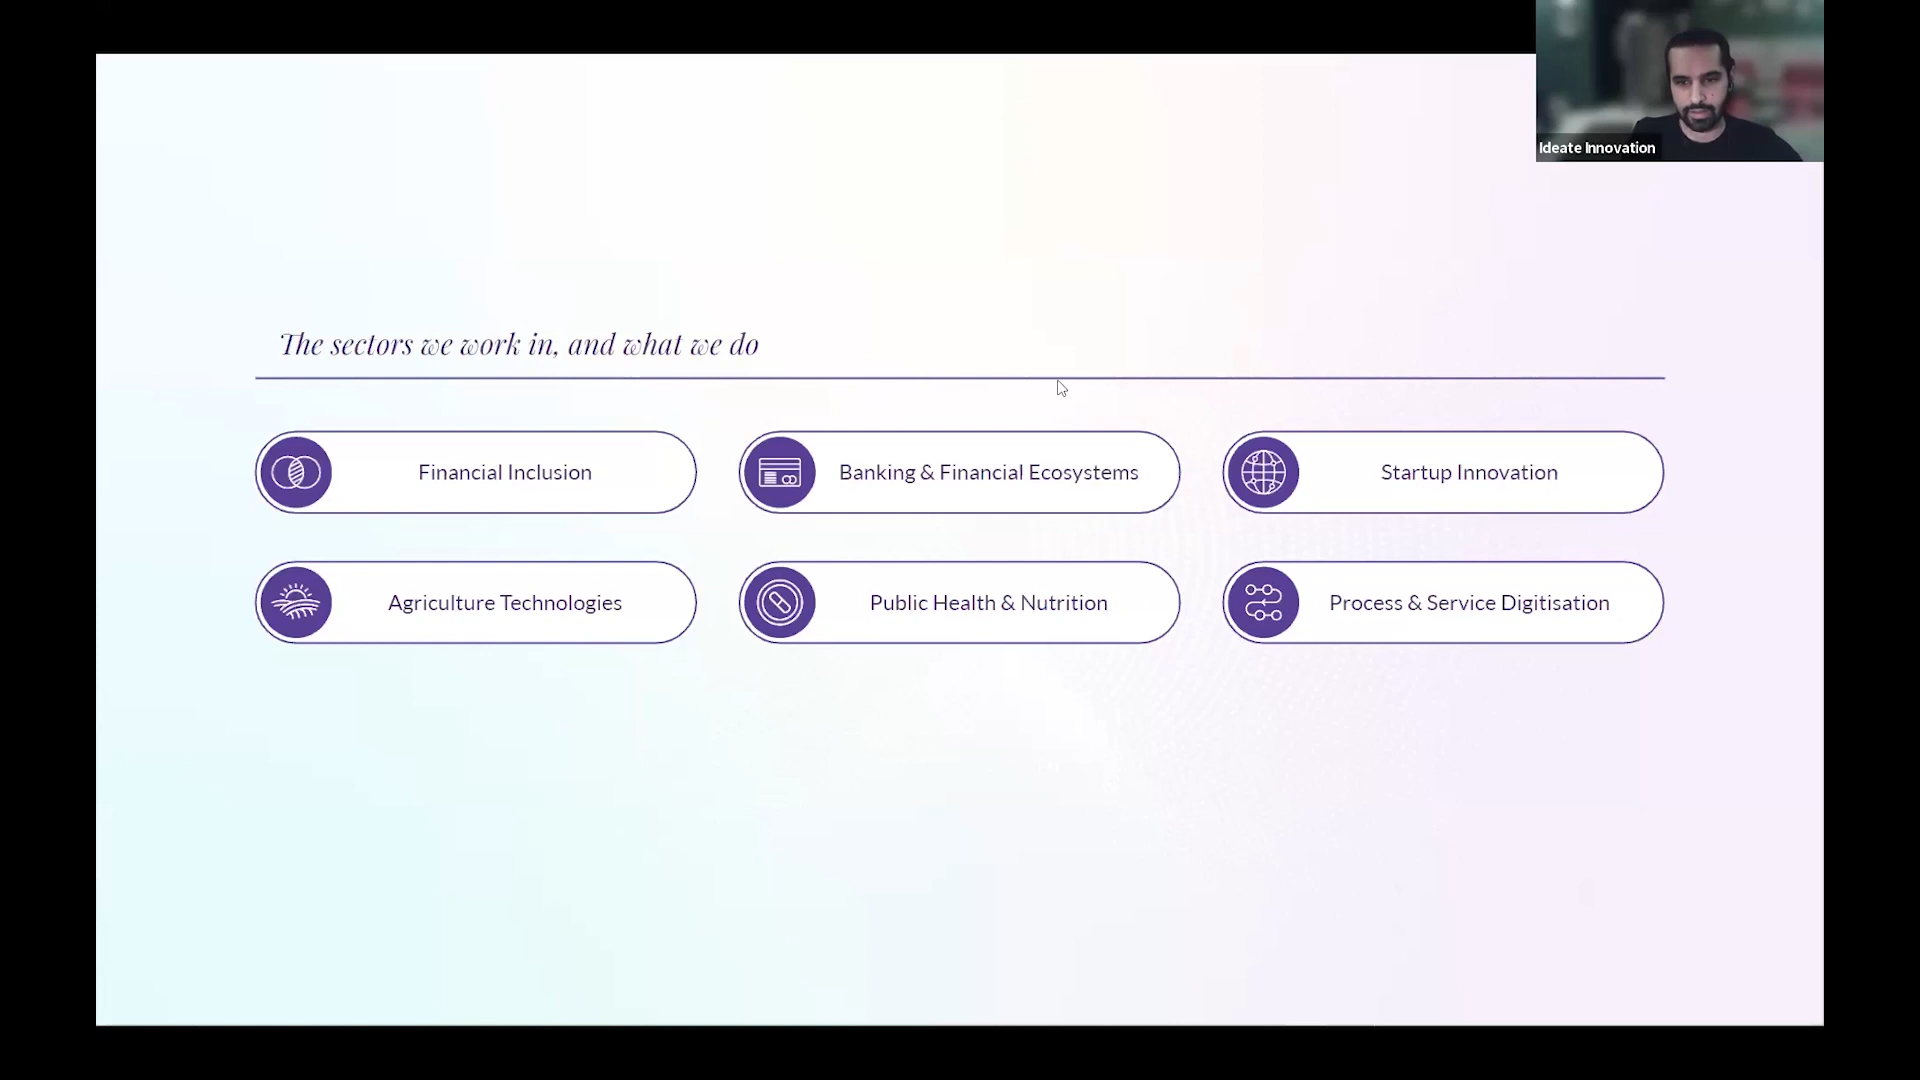 Ideate Innovation
The sectors we work in, and what we do
Financial Inclusion
Banking & Financial Ecosystems
Startup Innovation
Agriculture Technologies
Public Health & Nutrition
Process & Service Digitisation